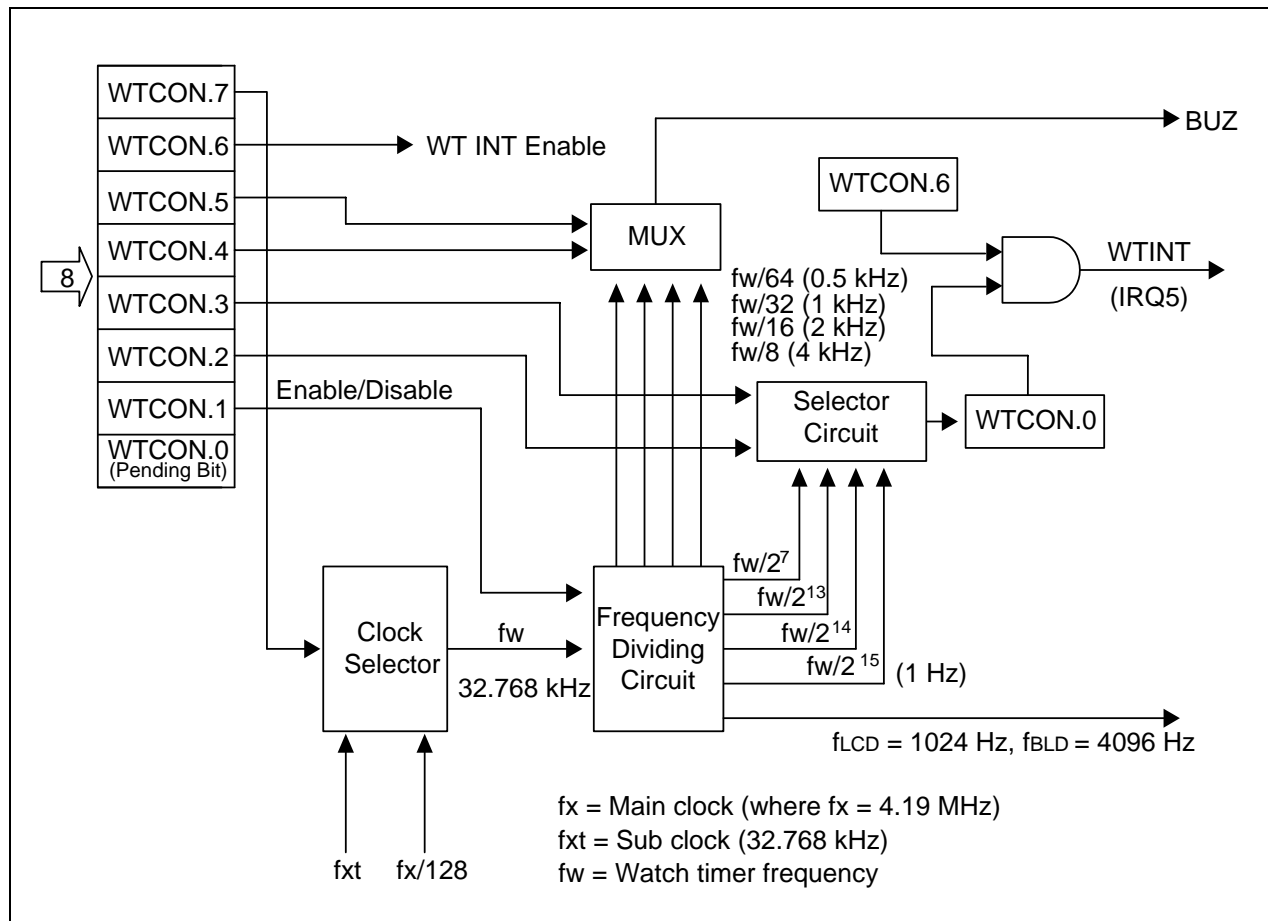 WTCON.7
WTCON.6
WTCON.5
WTCON.4
WTCON.3
WTCON.2
WTCON.1
WTCON.0
(Pending Bit)
8
WT INT Enable
Enable/Disable
BUZ
MUX
WTCON.6
WTINT
(IRQ5)
fw/64 (0.5 kHz)
fw/32 (1 kHz)
fw/16 (2 kHz)
fw/8 (4 kHz)
Selector
Circuit
WTCON.0
Clock
Selector
fw
32.768 kHz
Frequency
Dividing
Circuit
fw/2⁷
fw/2¹³
fw/2¹⁴
fw/2¹⁵ (1 Hz)
fLCD = 1024 Hz, fBLD = 4096 Hz
fxt fx/128
fx = Main clock (where fx = 4.19 MHz)
fxt = Sub clock (32.768 kHz)
fw = Watch timer frequency